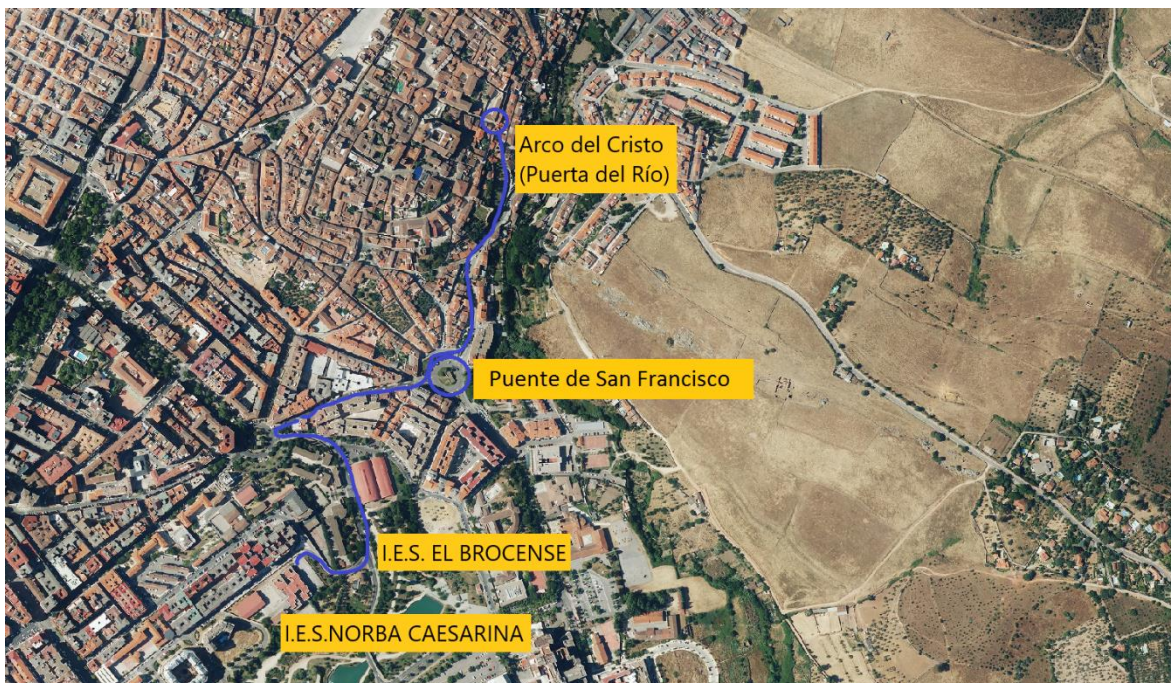 Arco del Cristo
(Puerta del Río)
Puente de San Francisco
I.E.S. EL BROCENSE
I.E.S.NORBA CAESARINA